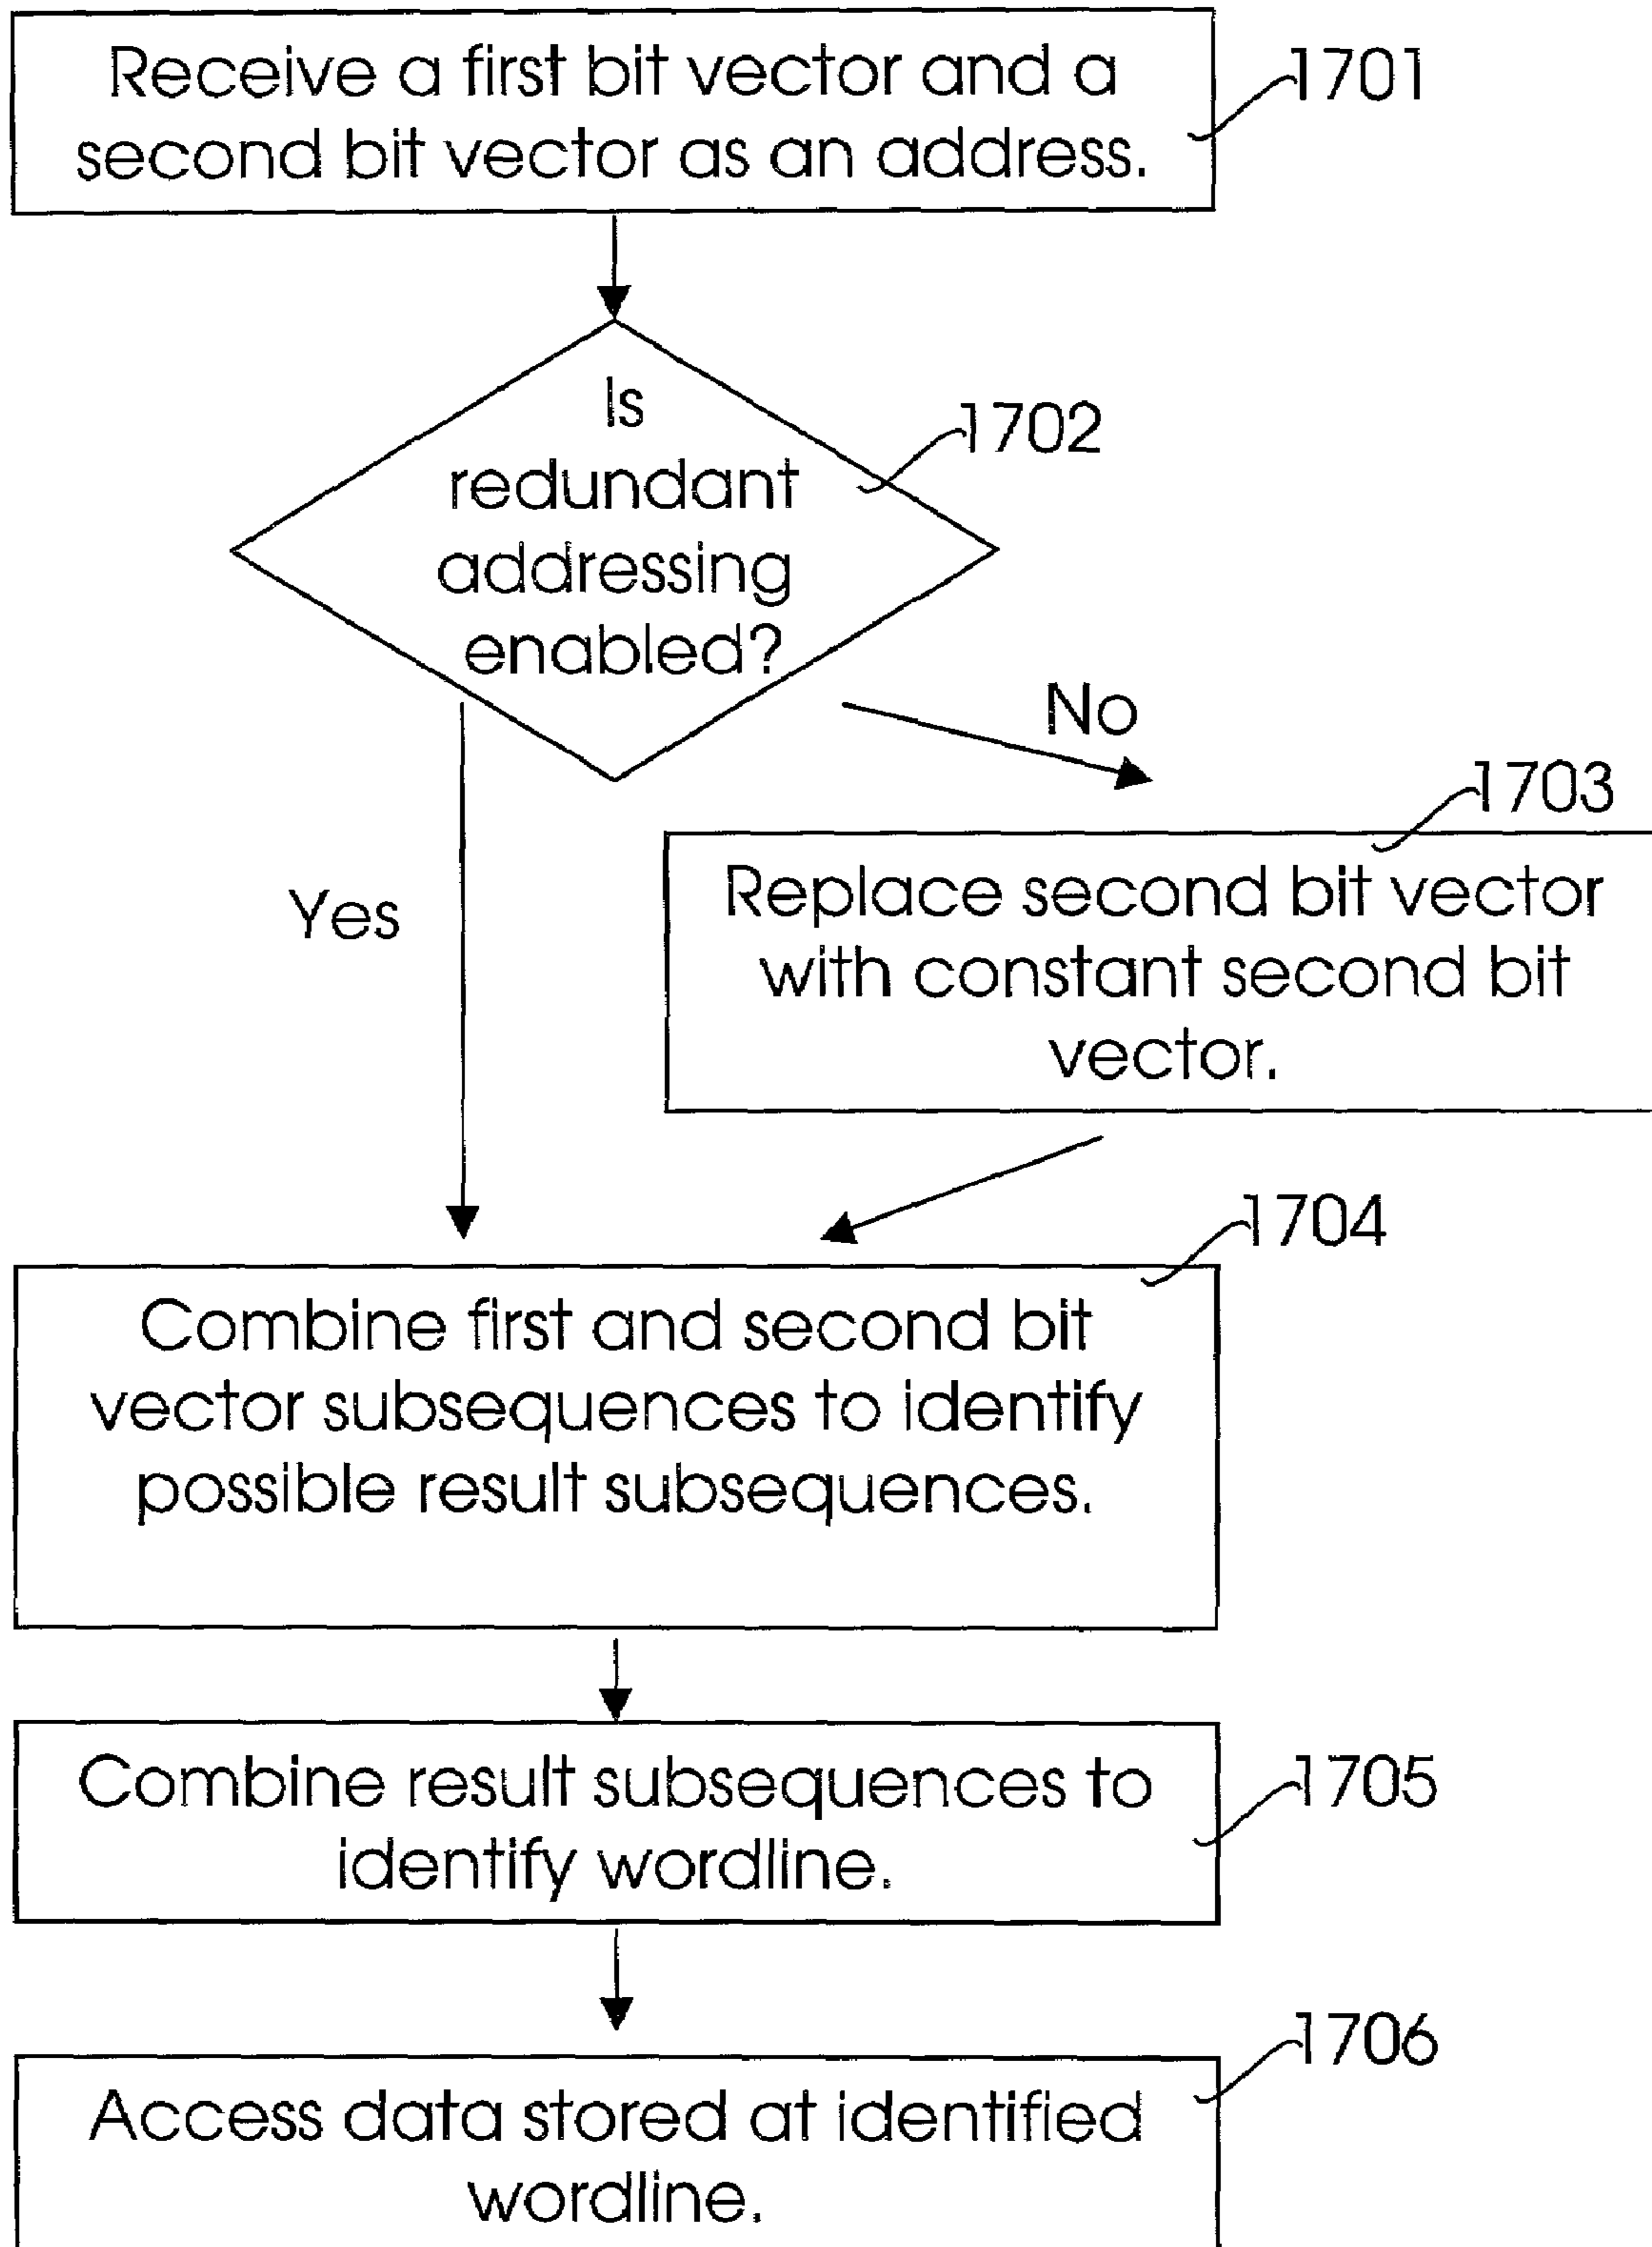 Receive a first bit vector and a
second bit vector as an address.
1701
Is
redundant
addressing
enabled?
1702
No
1703
Yes
Replace second bit vector
with constant second bit
vector.
1704
Combine first and second bit
vector subsequences to identify
possible result subsequences.
Combine result subsequences to
identify wordline.
1705
1706
Access data stored at identified
wordline.